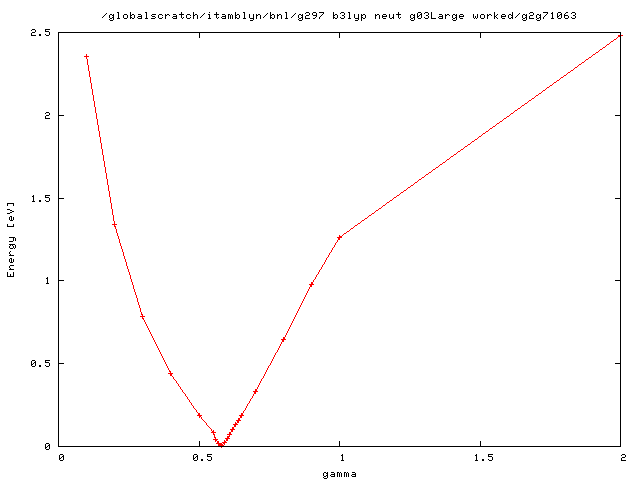 /globalscratch/itamblyn/bnl/g297 b3lyp neut g03Large worked/g2g71063
2.5
2
1.5
1
0.5
0
Energy [eV]
0 0.5 1 1.5 2
gamma